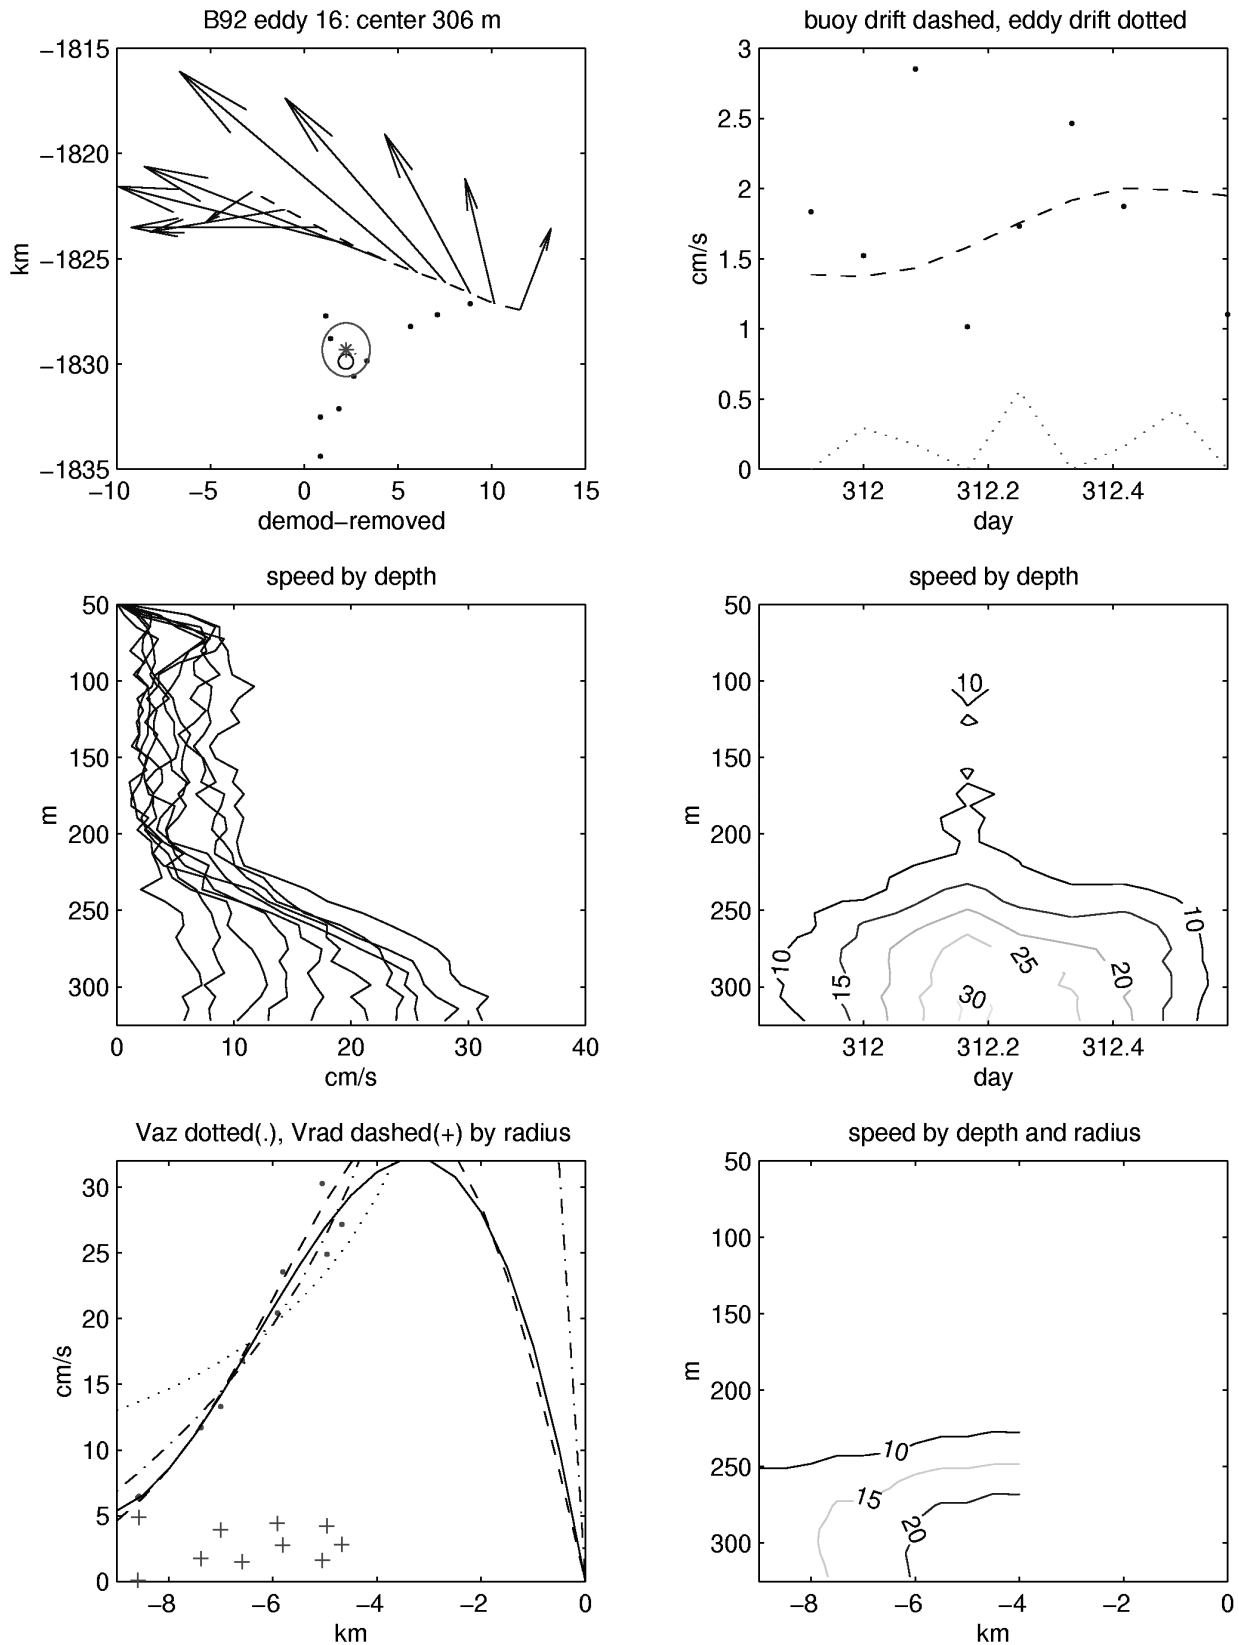 B92 eddy 16: center 306 m
−1815
−1820
−1825
−1830
−1835
km
−10 −5 0 5 10 15
demod−removed
buoy drift dashed, eddy drift dotted
3
2.5
2
1.5
1
0.5
0
cm/s
312 312.2 312.4
day
speed by depth
50
100
150
200
250
300
m
0 10 20 30 40
cm/s
speed by depth
50
100
150
200
250
300
m
10
10
10
15
20
25
30
312 312.2 312.4
day
Vaz dotted(.), Vrad dashed(+) by radius
30
25
20
15
10
5
0
cm/s
−8 −6 −4 −2 0
km
speed by depth and radius
50
100
150
200
250
300
m
10
15
20
−8 −6 −4 −2 0
km